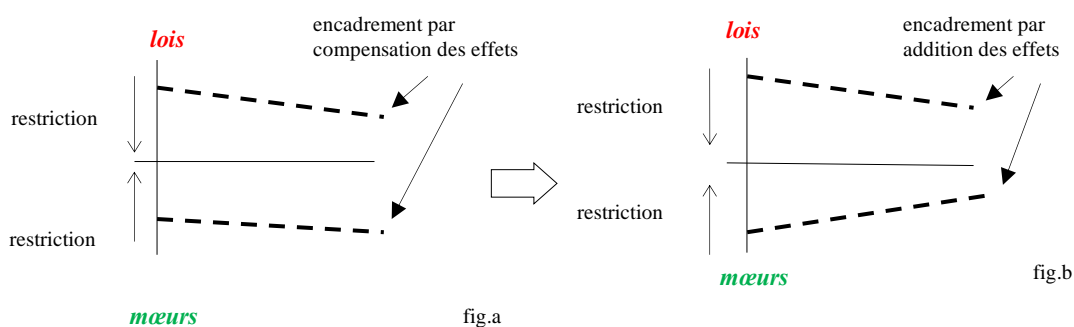 lois
encadrement par
compensation des effets
restriction
restriction
mœurs
fig.a
lois
encadrement par
addition des effets
restriction
restriction
mœurs
fig.b